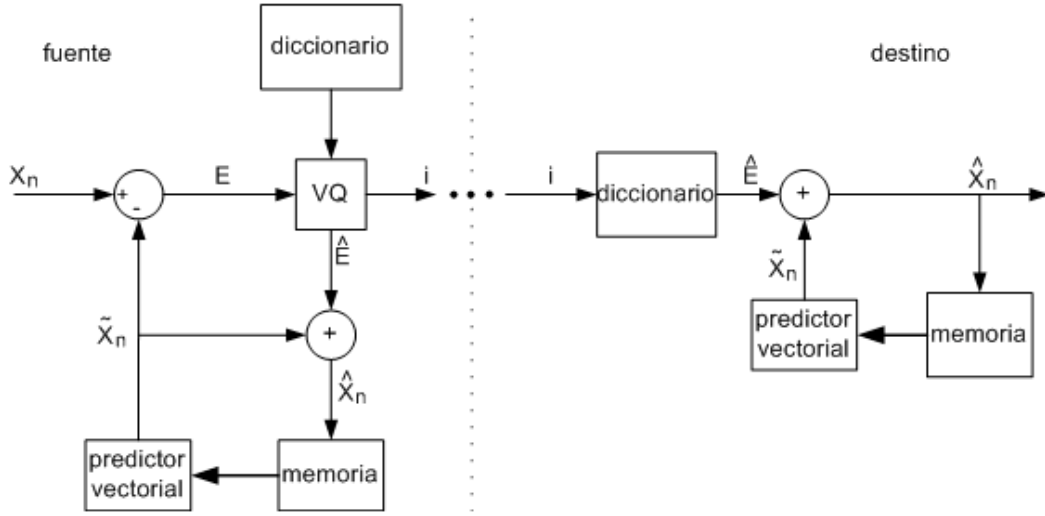 fuente
diccionario
destino
Xₙ
+
-
E
VQ
i
i
diccionario
Ê
+
X̂ₙ
Ê
X̃ₙ
+
X̃ₙ
predictor
vectorial
memoria
X̂ₙ
predictor
vectorial
memoria